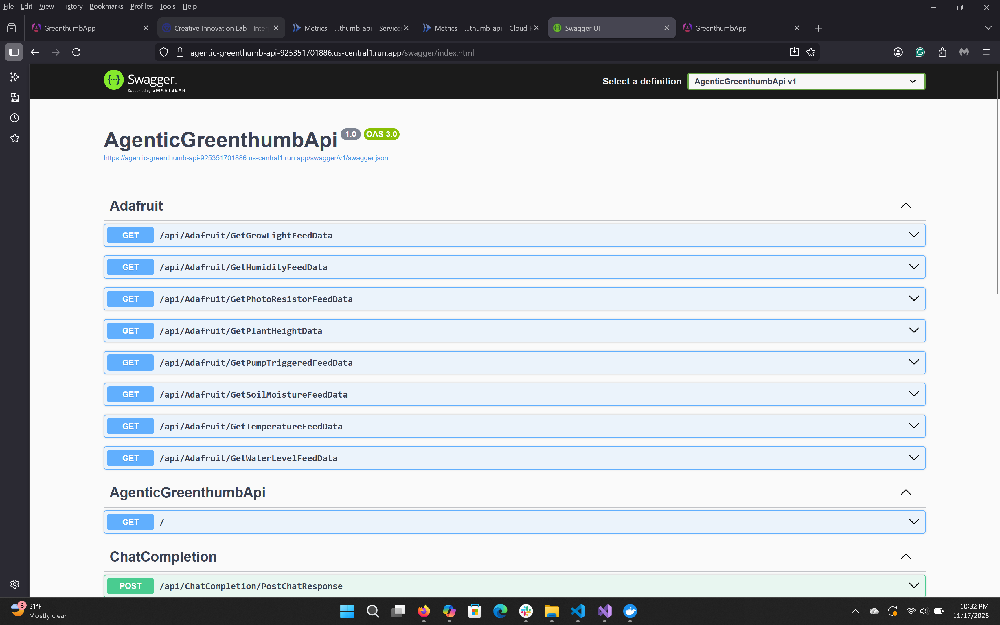 File Edit View History Bookmarks Profiles Tools Help
GreenthumbApp
Creative Innovation Lab - Inter
Metrics – ...thumb-api – Service
Metrics – ...thumb-api – Cloud
Swagger UI
GreenthumbApp
agentic-greenthumb-api-925351701886.us-central1.run.app/swagger/index.html
Swagger
Supported by SMARTBEAR
Select a definition
AgenticGreenthumbApi v1
AgenticGreenthumbApi 1.0 OAS 3.0
https://agentic-greenthumb-api-925351701886.us-central1.run.app/swagger/v1/swagger.json
Adafruit
GET /api/Adafruit/GetGrowLightFeedData
GET /api/Adafruit/GetHumidityFeedData
GET /api/Adafruit/GetPhotoResistorFeedData
GET /api/Adafruit/GetPlantHeightData
GET /api/Adafruit/GetPumpTriggeredFeedData
GET /api/Adafruit/GetSoilMoistureFeedData
GET /api/Adafruit/GetTemperatureFeedData
GET /api/Adafruit/GetWaterLevelFeedData
AgenticGreenthumbApi
GET /
ChatCompletion
POST /api/ChatCompletion/PostChatResponse
8
31°F
Mostly clear
10:32 PM
11/17/2025